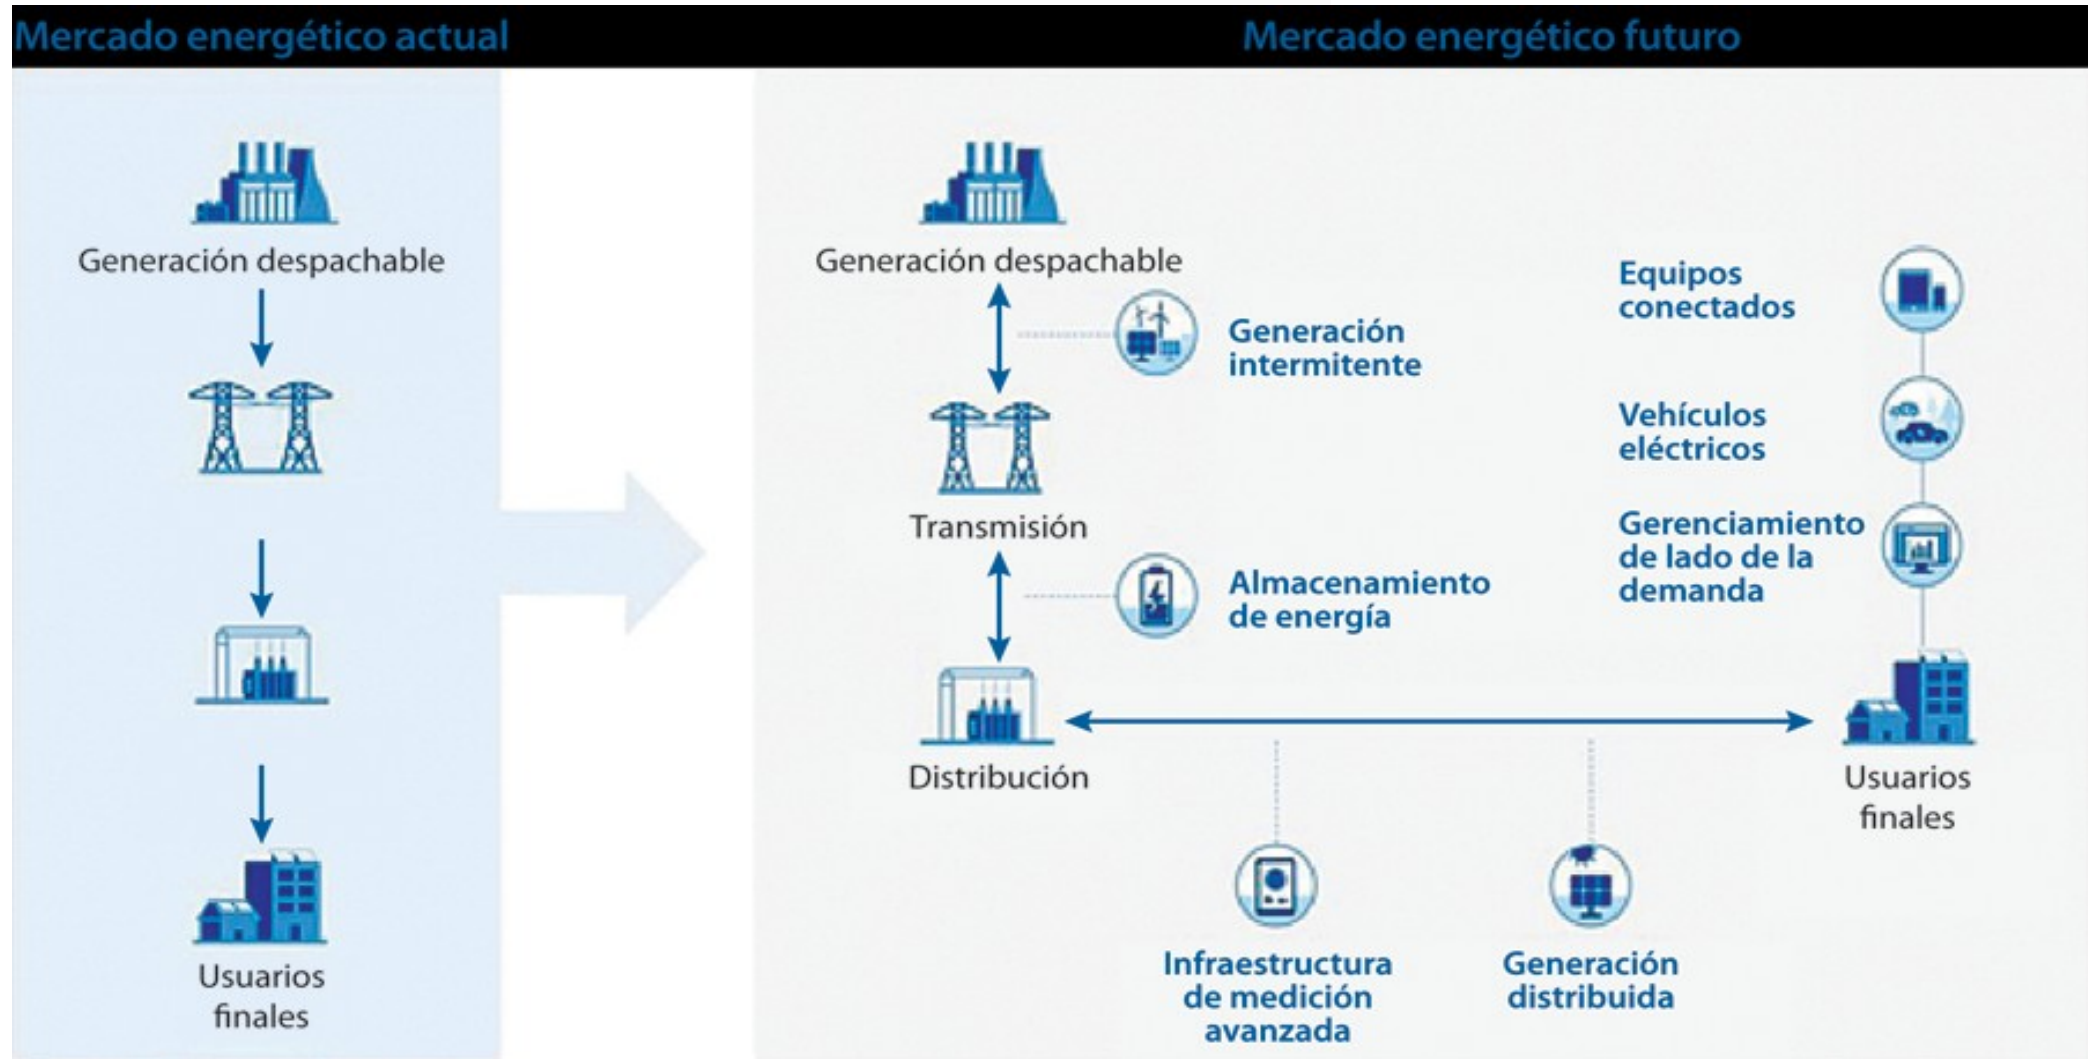 Mercado energético actual
Mercado energético futuro
Generación despachable
Usuarios
finales
Generación despachable
Generación
intermitente
Transmisión
Almacenamiento
de energía
Distribución
Equipos
conectados
Vehículos
eléctricos
Gerenciamiento
de lado de la
demanda
Usuarios
finales
Infraestructura
de medición
avanzada
Generación
distribuida